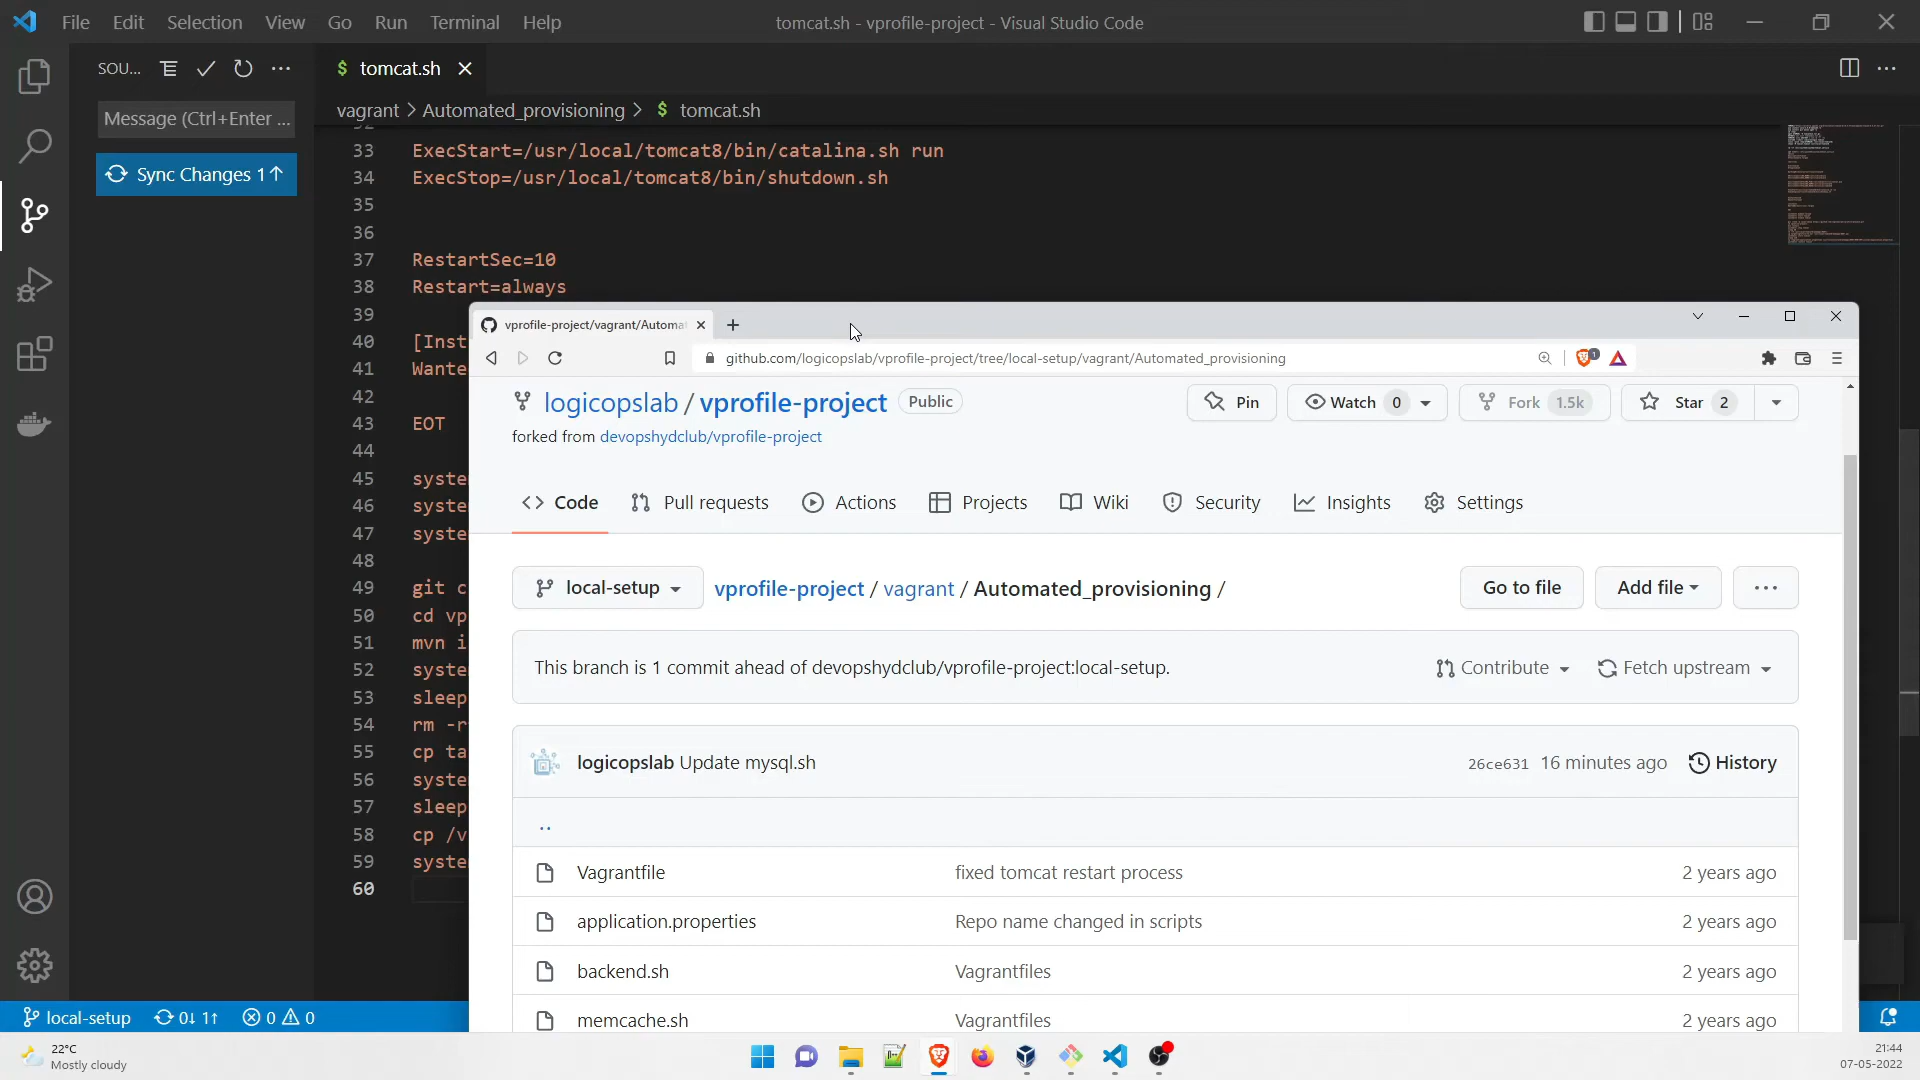 File Edit Selection View Go Run Terminal Help
tomcat.sh - vprofile-project - Visual Studio Code
SOU...
tomcat.sh
vagrant > Automated_provisioning > $ tomcat.sh
Message (Ctrl+Enter ...
Sync Changes 1↑
32
33 ExecStart=/usr/local/tomcat8/bin/catalina.sh run
34 ExecStop=/usr/local/tomcat8/bin/shutdown.sh
35
36
37 RestartSec=10
38 Restart=always
39
40 [Inst
41 Wante
42
43 EOT
44
45 syste
46 syste
47 syste
48
49 git c
50 cd vp
51 mvn i
52 syste
53 sleep
54 rm -r
55 cp ta
56 syste
57 sleep
58 cp /v
59 syste
60
vprofile-project/vagrant/Automa
github.com/logicopslab/vprofile-project/tree/local-setup/vagrant/Automated_provisioning
1
logicopslab / vprofile-project Public
Pin
Watch 0
Fork 1.5k
Star 2
forked from devopshydclub/vprofile-project
Code Pull requests Actions Projects Wiki Security Insights Settings
local-setup
vprofile-project / vagrant / Automated_provisioning /
Go to file
Add file
This branch is 1 commit ahead of devopshydclub/vprofile-project:local-setup.
Contribute
Fetch upstream
logicopslab Update mysql.sh
26ce631 16 minutes ago History
..
Vagrantfile fixed tomcat restart process 2 years ago
application.properties Repo name changed in scripts 2 years ago
backend.sh Vagrantfiles 2 years ago
memcache.sh Vagrantfiles 2 years ago
local-setup 0↓ 1↑ 0 0
22°C
Mostly cloudy
21:44
07-05-2022